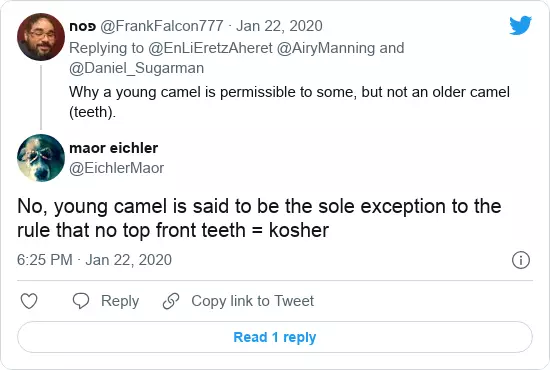 פסח @FrankFalcon777 · Jan 22, 2020
Replying to @EnLiEretzAheret @AiryManning and
@Daniel_Sugarman
Why a young camel is permissible to some, but not an older camel
(teeth).
maor eichler
@EichlerMaor
No, young camel is said to be the sole exception to the
rule that no top front teeth = kosher
6:25 PM · Jan 22, 2020
Reply
Copy link to Tweet
Read 1 reply